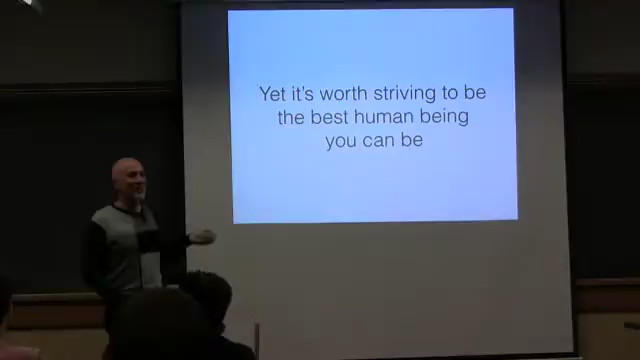 Yet it's worth striving to be
the best human being
you can be